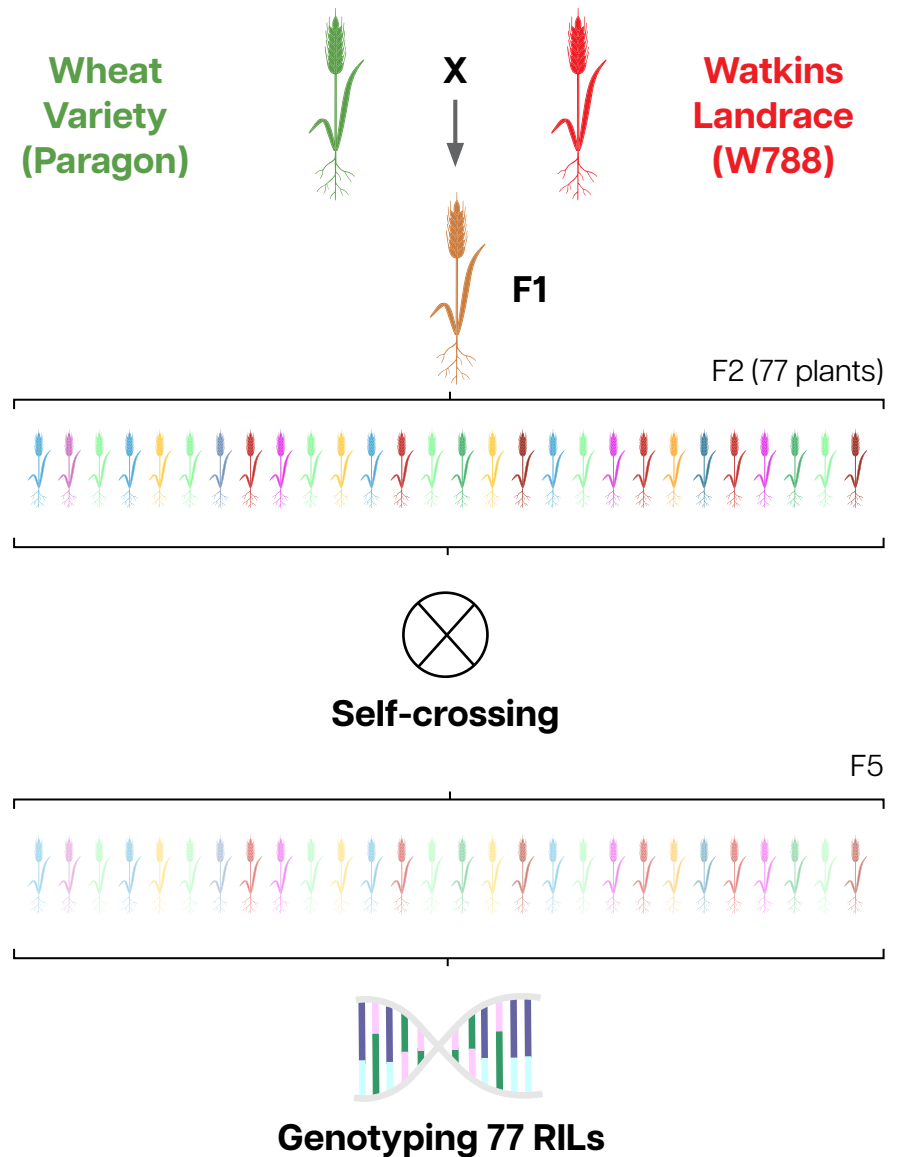 Wheat
Variety
(Paragon)
X
Watkins
Landrace
(W788)
F1
F2 (77 plants)
Self-crossing
F5
Genotyping 77 RILs